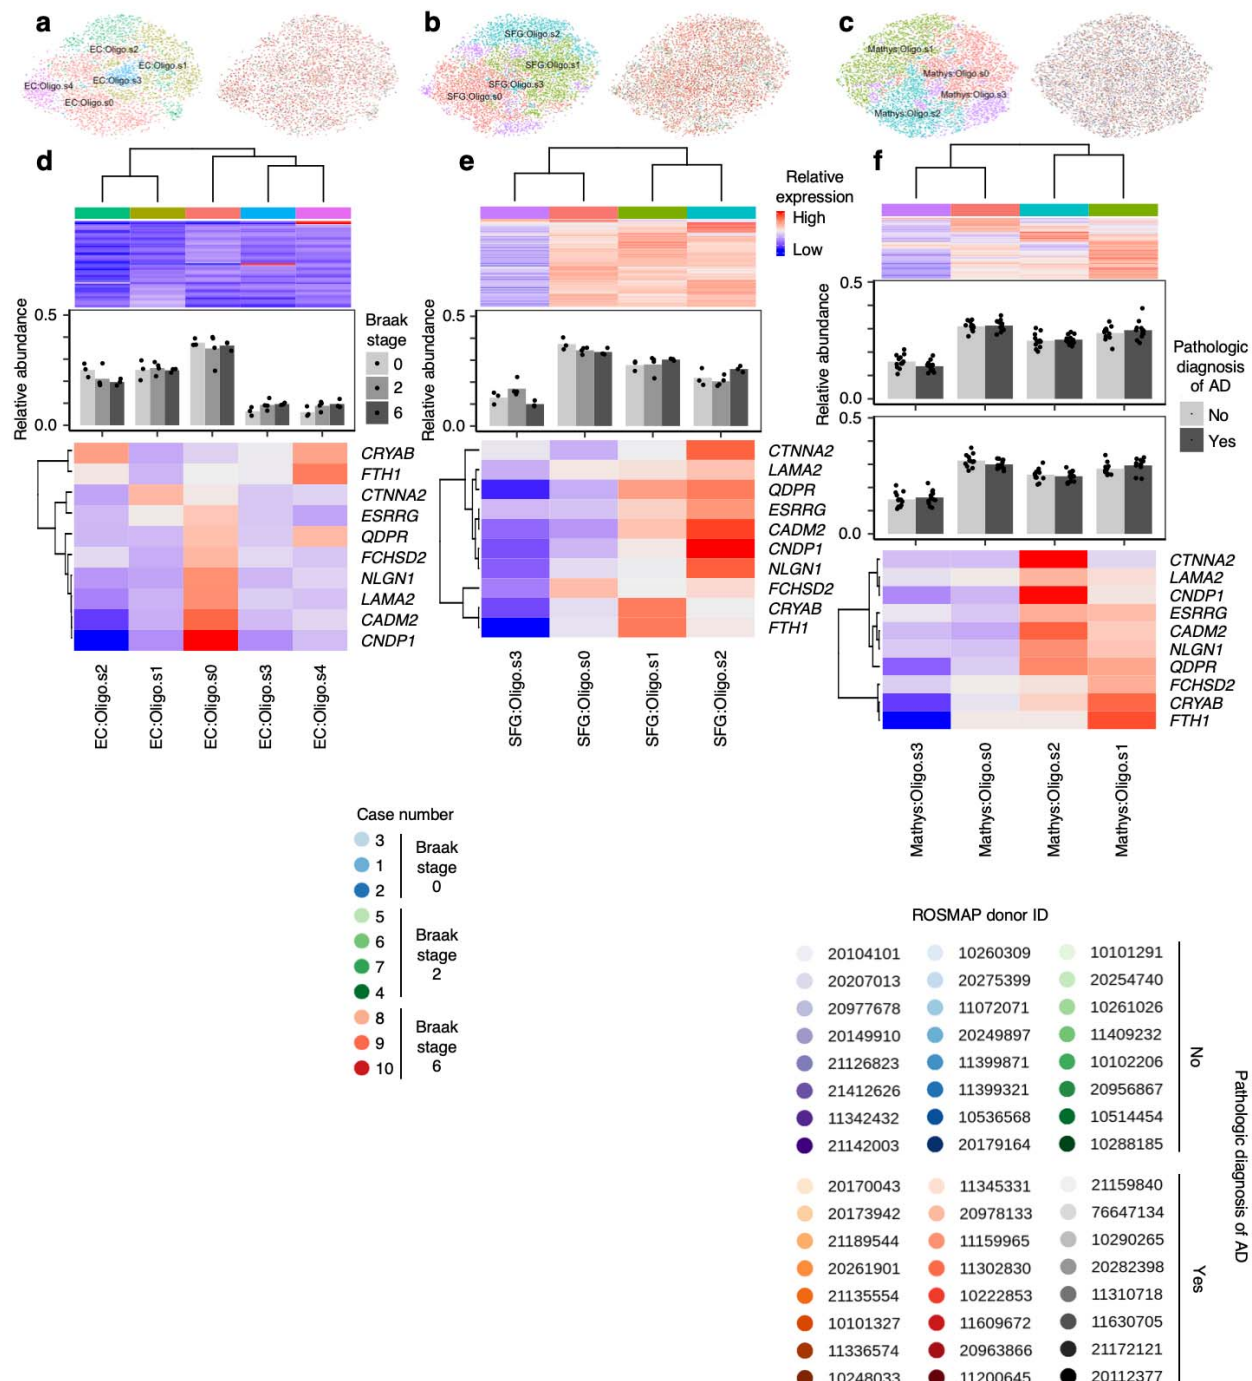 a
EC:Oligo.s2
EC:Oligo.s1
EC:Oligo.s3
EC:Oligo.s4
EC:Oligo.s0
b
SFG:Oligo.s2
SFG:Oligo.s1
SFG:Oligo.s3
SFG:Oligo.s0
c
Mathys:Oligo.s1
Mathys:Oligo.s0
Mathys:Oligo.s3
Mathys:Oligo.s2
d
Relative abundance
0.5
0.0
Braak
stage
0
2
6
CRYAB
FTH1
CTNNA2
ESRRG
QDPR
FCHSD2
NLGN1
LAMA2
CADM2
CNDP1
EC:Oligo.s2
EC:Oligo.s1
EC:Oligo.s0
EC:Oligo.s3
EC:Oligo.s4
e
Relative
expression
High
Low
Relative abundance
0.5
0.0
CTNNA2
LAMA2
QDPR
ESRRG
CADM2
CNDP1
NLGN1
FCHSD2
CRYAB
FTH1
SFG:Oligo.s3
SFG:Oligo.s0
SFG:Oligo.s1
SFG:Oligo.s2
f
Relative abundance
0.5
0.0
0.5
0.0
Pathologic
diagnosis
of AD
No
Yes
CTNNA2
LAMA2
CNDP1
ESRRG
CADM2
NLGN1
QDPR
FCHSD2
CRYAB
FTH1
Mathys:Oligo.s3
Mathys:Oligo.s0
Mathys:Oligo.s2
Mathys:Oligo.s1
Case number
3
1
2
Braak
stage
0
5
6
7
4
Braak
stage
2
8
9
10
Braak
stage
6
ROSMAP donor ID
20104101 10260309 10101291
20207013 20275399 20254740
20977678 11072071 10261026
20149910 20249897 11409232
21126823 11399871 10102206
21412626 11399321 20956867
11342432 10536568 10514454
21142003 20179164 10288185
No
20170043 11345331 21159840
20173942 20978133 76647134
21189544 11159965 10290265
20261901 11302830 20282398
21135554 10222853 11310718
10101327 11609672 11630705
11336574 20963866 21172121
10248033 11200645 20112377
Yes
Pathologic diagnosis of AD